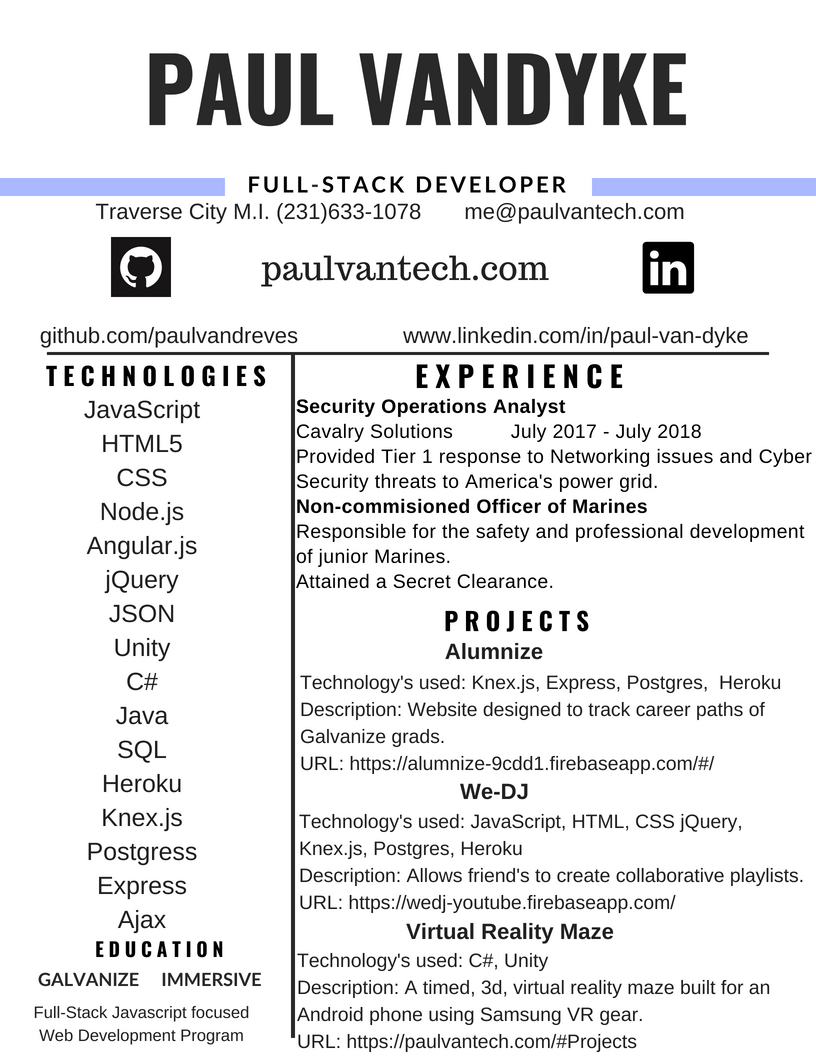 PAUL VANDYKE
FULL-STACK DEVELOPER
Traverse City M.I. (231)633-1078 me@paulvantech.com
paulvantech.com
in
github.com/paulvandreves www.linkedin.com/in/paul-van-dyke
TECHNOLOGIES
JavaScript
HTML5
CSS
Node.js
Angular.js
jQuery
JSON
Unity
C#
Java
SQL
Heroku
Knex.js
Postgress
Express
Ajax
EDUCATION
GALVANIZE IMMERSIVE
Full-Stack Javascript focused
Web Development Program
EXPERIENCE
Security Operations Analyst
Cavalry Solutions July 2017 - July 2018
Provided Tier 1 response to Networking issues and Cyber
Security threats to America's power grid.
Non-commisioned Officer of Marines
Responsible for the safety and professional development
of junior Marines.
Attained a Secret Clearance.
PROJECTS
Alumnize
Technology's used: Knex.js, Express, Postgres, Heroku
Description: Website designed to track career paths of
Galvanize grads.
URL: https://alumnize-9cdd1.firebaseapp.com/#/
We-DJ
Technology's used: JavaScript, HTML, CSS jQuery,
Knex.js, Postgres, Heroku
Description: Allows friend's to create collaborative playlists.
URL: https://wedj-youtube.firebaseapp.com/
Virtual Reality Maze
Technology's used: C#, Unity
Description: A timed, 3d, virtual reality maze built for an
Android phone using Samsung VR gear.
URL: https://paulvantech.com/#Projects